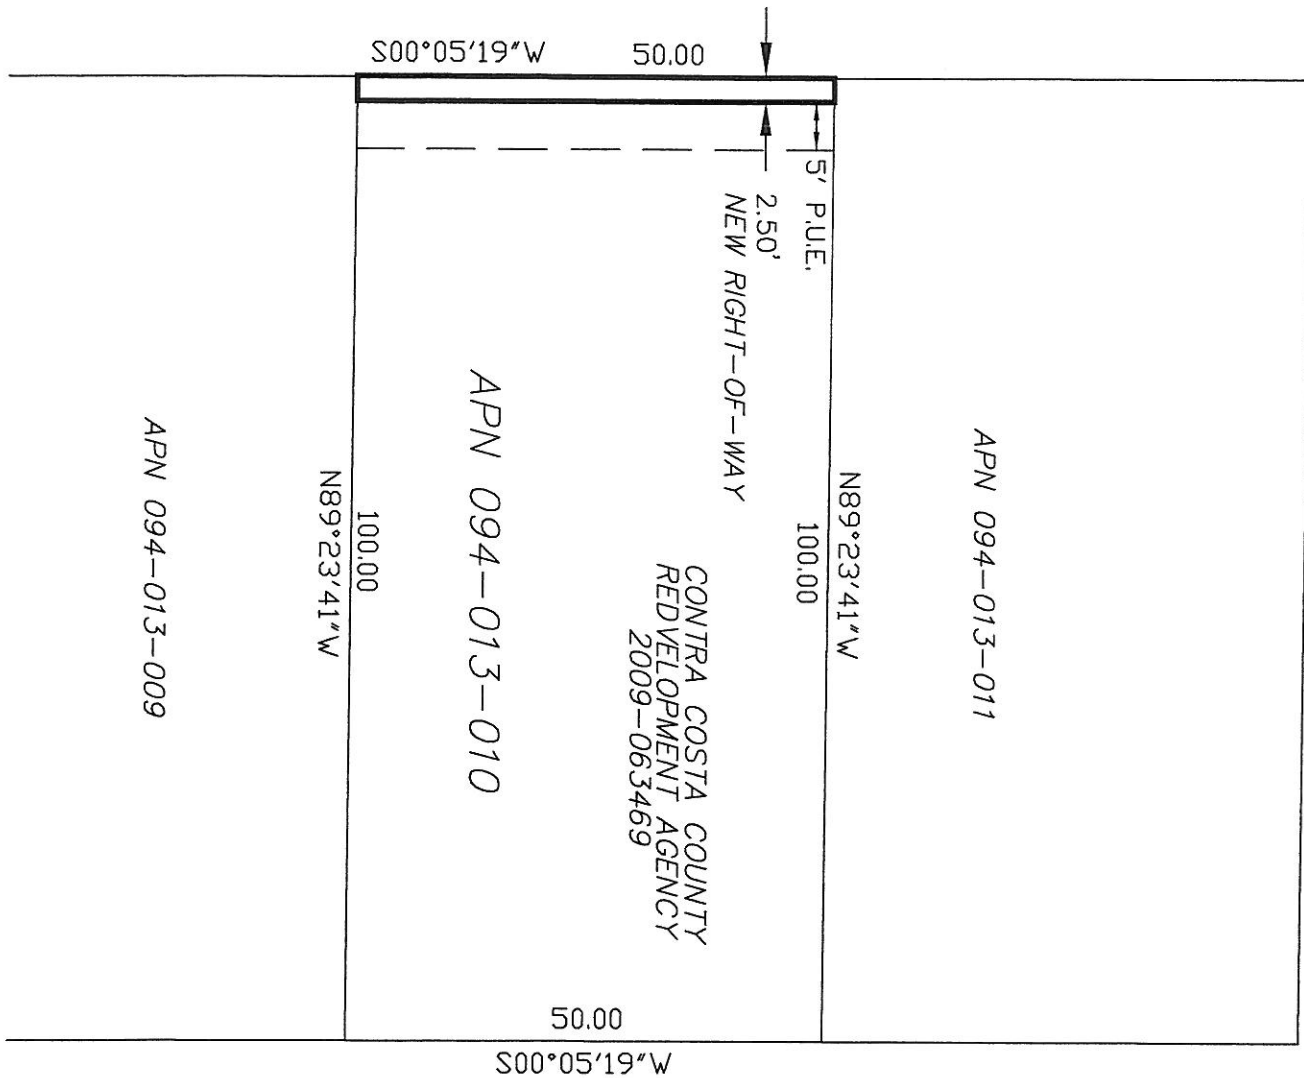 S00°05'19"W
50.00
5' P.U.E.
2.50'
NEW RIGHT-OF-WAY
APN 094-013-011
N89°23'41"W
100.00
CONTRA COSTA COUNTY
REDVELOPMENT AGENCY
2009-063469
APN 094-013-010
100.00
N89°23'41"W
APN 094-013-009
50.00
S00°05'19"W